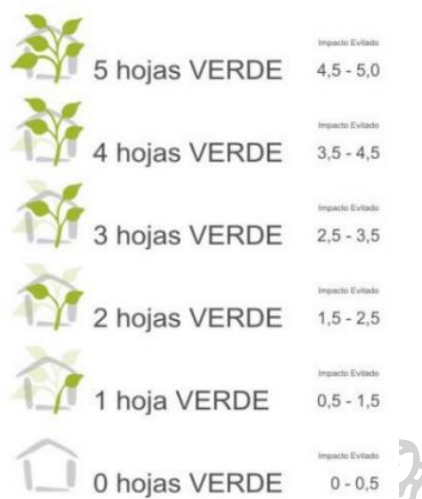 Impacto Evitado
5 hojas VERDE 4,5 - 5,0
Impacto Evitado
4 hojas VERDE 3,5 - 4,5
Impacto Evitado
3 hojas VERDE 2,5 - 3,5
Impacto Evitado
2 hojas VERDE 1,5 - 2,5
Impacto Evitado
1 hoja VERDE 0,5 - 1,5
Impacto Evitado
0 hojas VERDE 0 - 0,5